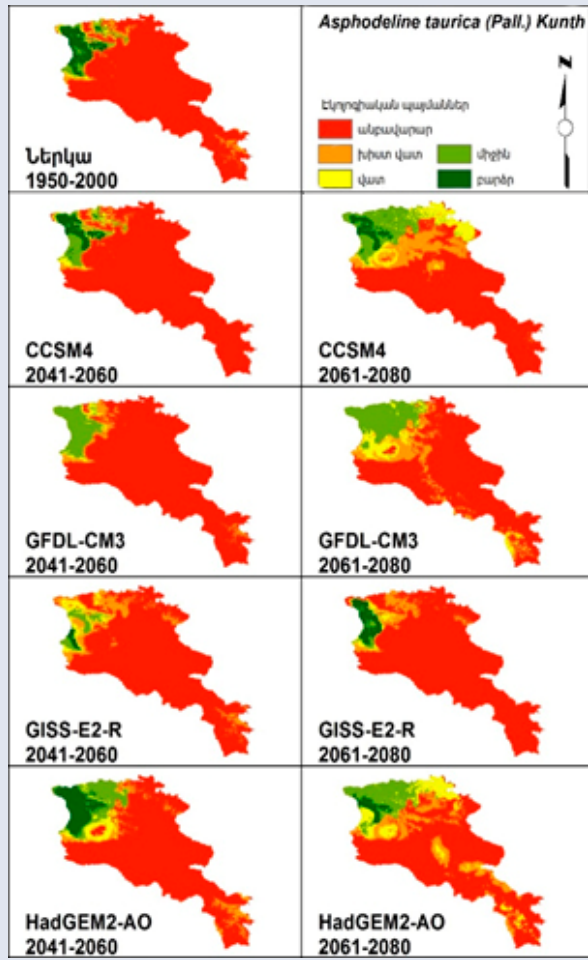 Asphodeline taurica (Pall.) Kunth
N
Էկոլոգիական պայմաններ
անբավարար
խիստ վատ
միջին
վատ
բարձր
Ներկա
1950-2000
CCSM4
2041-2060
CCSM4
2061-2080
GFDL-CM3
2041-2060
GFDL-CM3
2061-2080
GISS-E2-R
2041-2060
GISS-E2-R
2061-2080
HadGEM2-AO
2041-2060
HadGEM2-AO
2061-2080